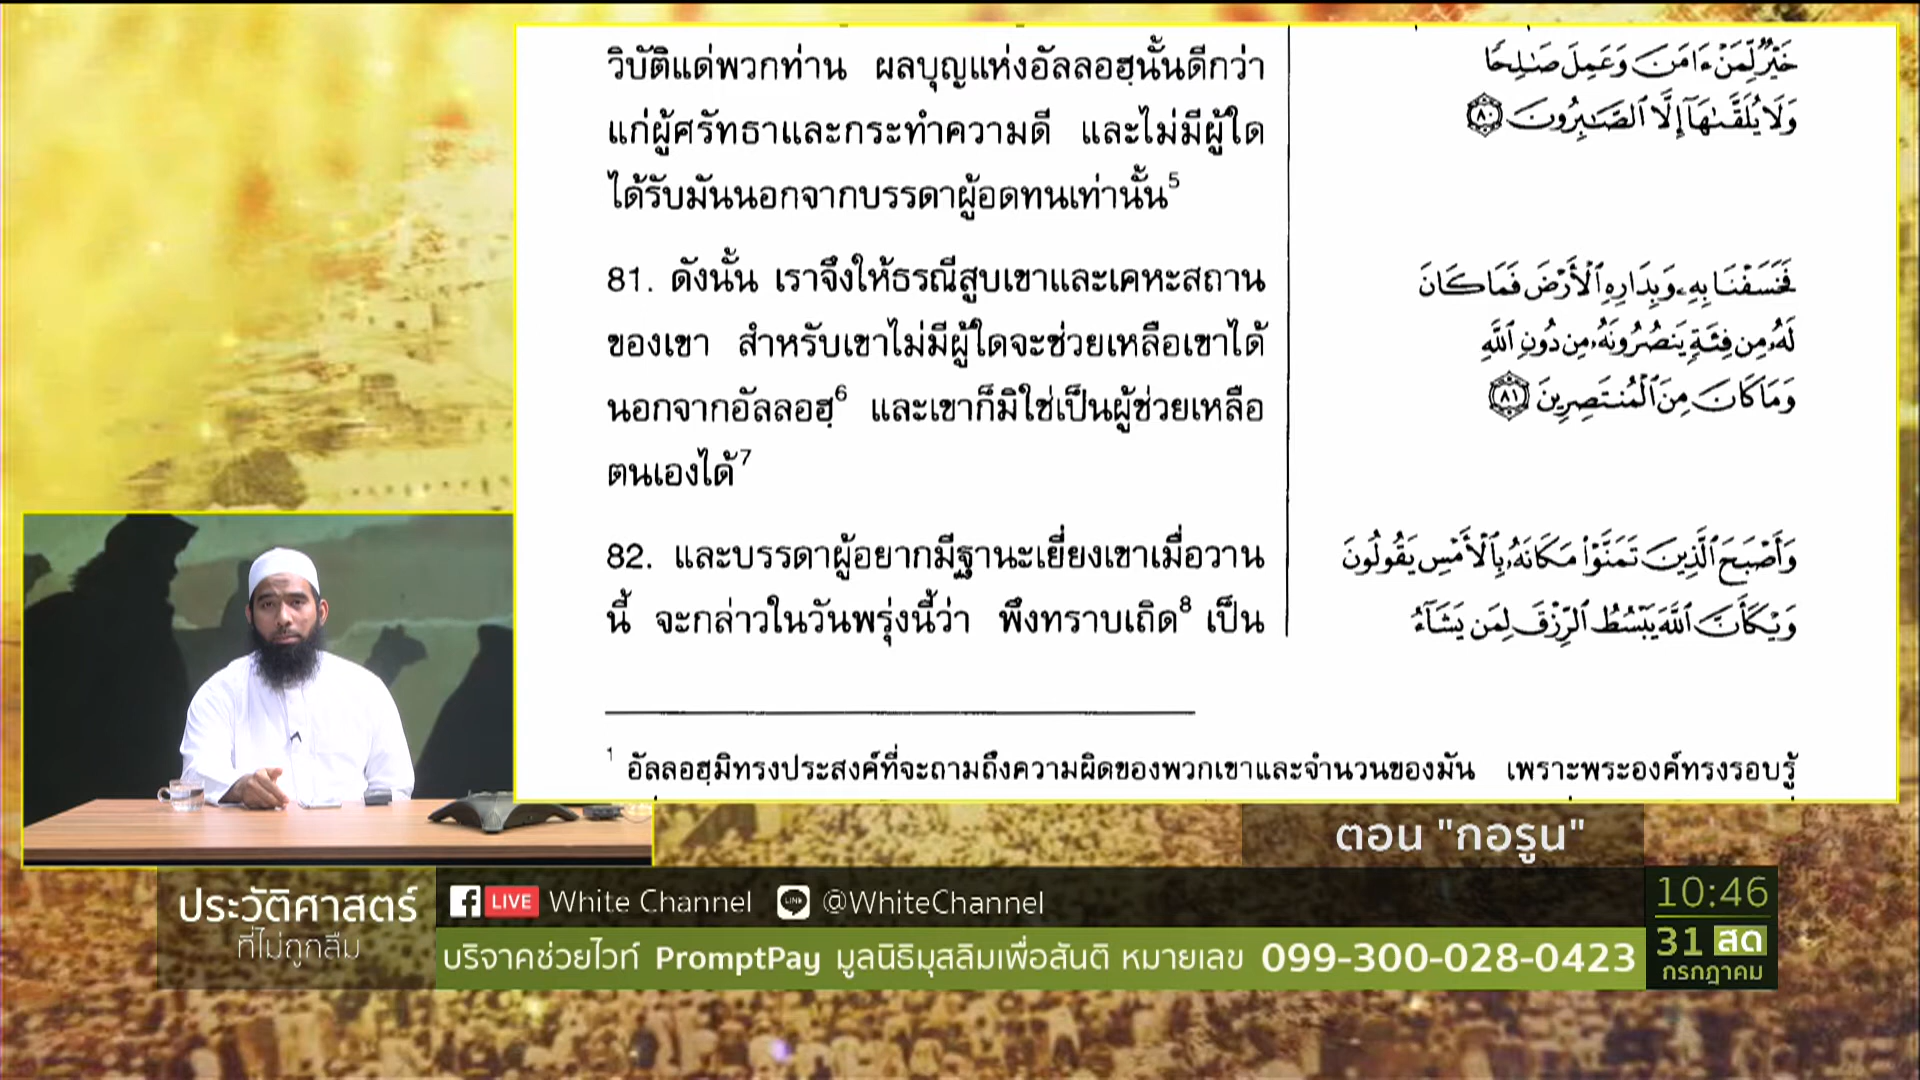 วิบัติแด่พวกท่าน ผลบุญแห่งอัลลอฮฺนั้นดีกว่า
แก่ผู้ศรัทธาและกระทำความดี และไม่มีผู้ใด
ได้รับมันนอกจากบรรดาผู้อดทนเท่านั้น5
81. ดังนั้น เราจึงให้ธรณีสูบเขาและเคหะสถาน
ของเขา สำหรับเขาไม่มีผู้ใดจะช่วยเหลือเขาได้
นอกจากอัลลอฮฺ6 และเขาก็มิใช่เป็นผู้ช่วยเหลือ
ตนเองได้7
82. และบรรดาผู้อยากมีฐานะเยี่ยงเขาเมื่อวาน
นี้ จะกล่าวในวันพรุ่งนี้ว่า พึงทราบเถิด8 เป็น
خَيْرٌ لِّمَنْ ءَامَنَ وَعَمِلَ صَـٰلِحًا
وَلَا يُلَقَّىٰهَآ إِلَّا ٱلصَّـٰبِرُونَ ٨٠
فَخَسَفْنَا بِهِۦ وَبِدَارِهِ ٱلْأَرْضَ فَمَا كَانَ
لَهُۥ مِن فِئَةٍ يَنصُرُونَهُۥ مِن دُونِ ٱللَّهِ
وَمَا كَانَ مِنَ ٱلْمُنتَصِرِينَ ٨١
وَأَصْبَحَ ٱلَّذِينَ تَمَنَّوْا۟ مَكَانَهُۥ بِٱلْأَمْسِ يَقُولُونَ
وَيْكَأَنَّ ٱللَّهَ يَبْسُطُ ٱلرِّزْقَ لِمَن يَشَآءُ
1 อัลลอฮฺมิทรงประสงค์ที่จะถามถึงความผิดของพวกเขาและจำนวนของมัน เพราะพระองค์ทรงรอบรู้
ตอน "กอรูน"
ประวัติศาสตร์
ที่ไม่ถูกลืม
LIVE White Channel LINE @WhiteChannel
บริจาคช่วยไวท์ PromptPay มูลนิธิมุสลิมเพื่อสันติ หมายเลข 099-300-028-0423
10:46
31 สด
กรกฎาคม